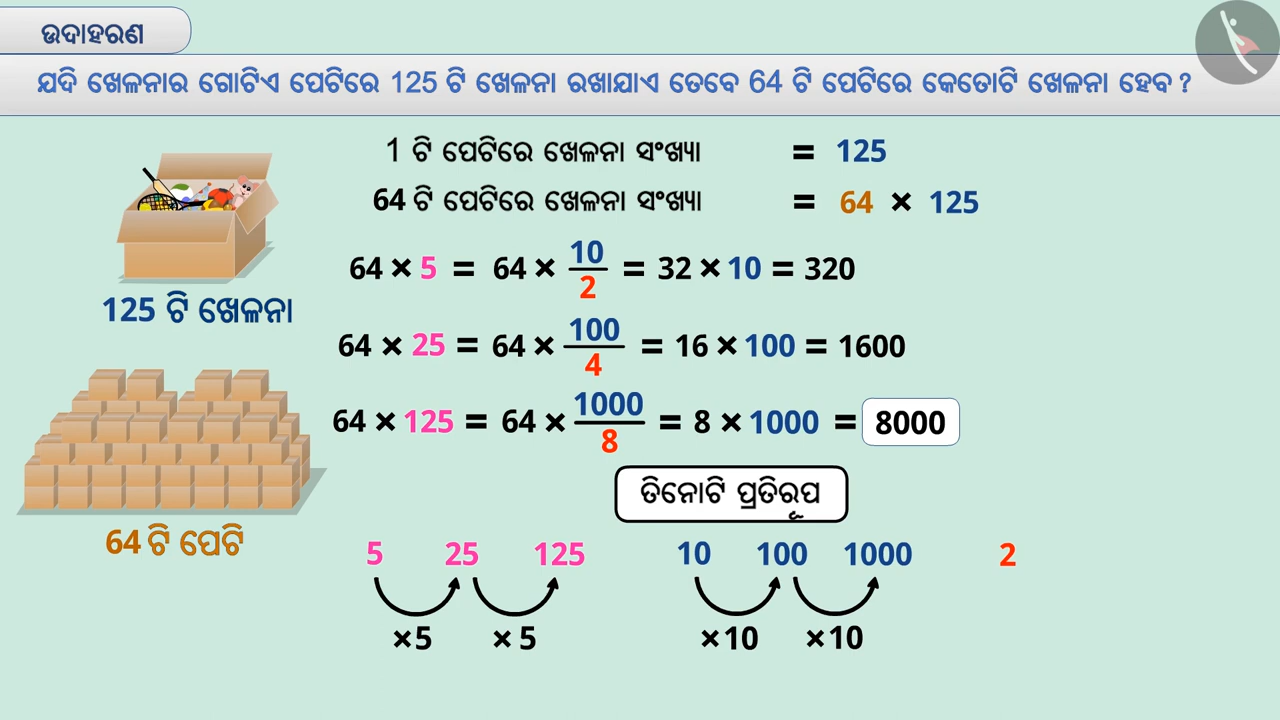 ଉଦାହରଣ
ଯଦି ଖେଳନାର ଗୋଟିଏ ପେଟିରେ 125 ଟି ଖେଳନା ରଖାଯାଏ ତେବେ 64 ଟି ପେଟିରେ କେତୋଟି ଖେଳନା ହେବ ?
1 ଟି ପେଟିରେ ଖେଳନା ସଂଖ୍ୟା = 125
64 ଟି ପେଟିରେ ଖେଳନା ସଂଖ୍ୟା = 64 × 125
64 × 5 = 64 × 10/2 = 32 × 10 = 320
125 ଟି ଖେଳନା
64 × 25 = 64 × 100/4 = 16 × 100 = 1600
64 × 125 = 64 × 1000/8 = 8 × 1000 = 8000
ତିନୋଟି ପ୍ରତିରୂପ
64 ଟି ପେଟି
5 25 125 10 100 1000 2
×5 ×5 ×10 ×10